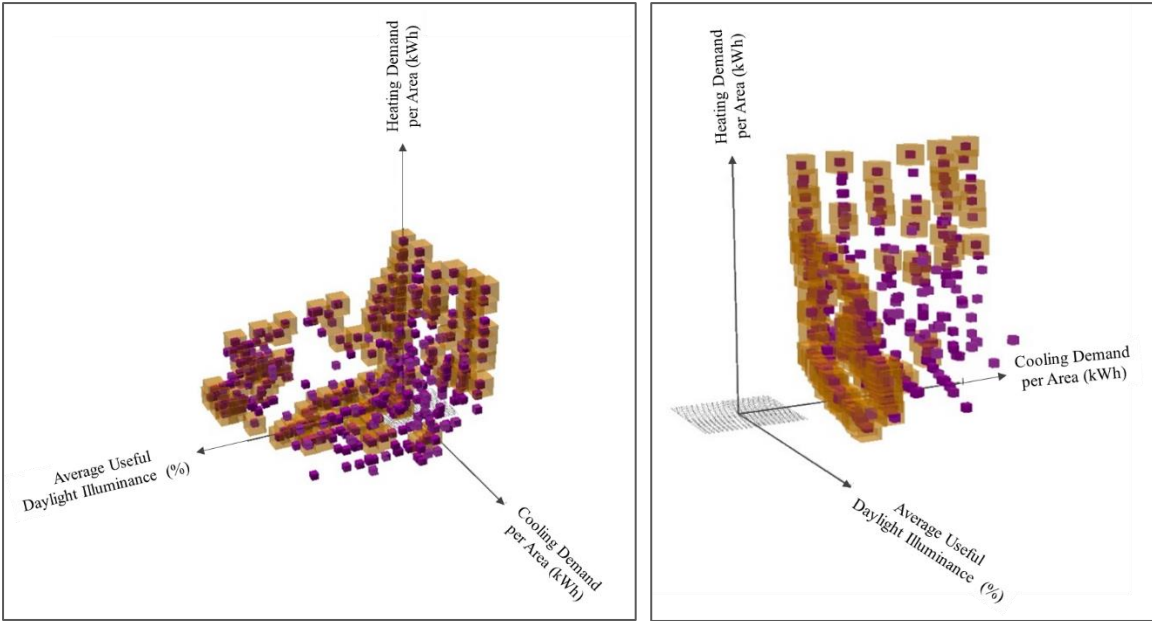 Heating Demand
per Area (kWh)
Average Useful
Daylight Illuminance (%)
Cooling Demand
per Area (kWh)
Heating Demand
per Area (kWh)
Cooling Demand
per Area (kWh)
Average Useful
Daylight Illuminance (%)